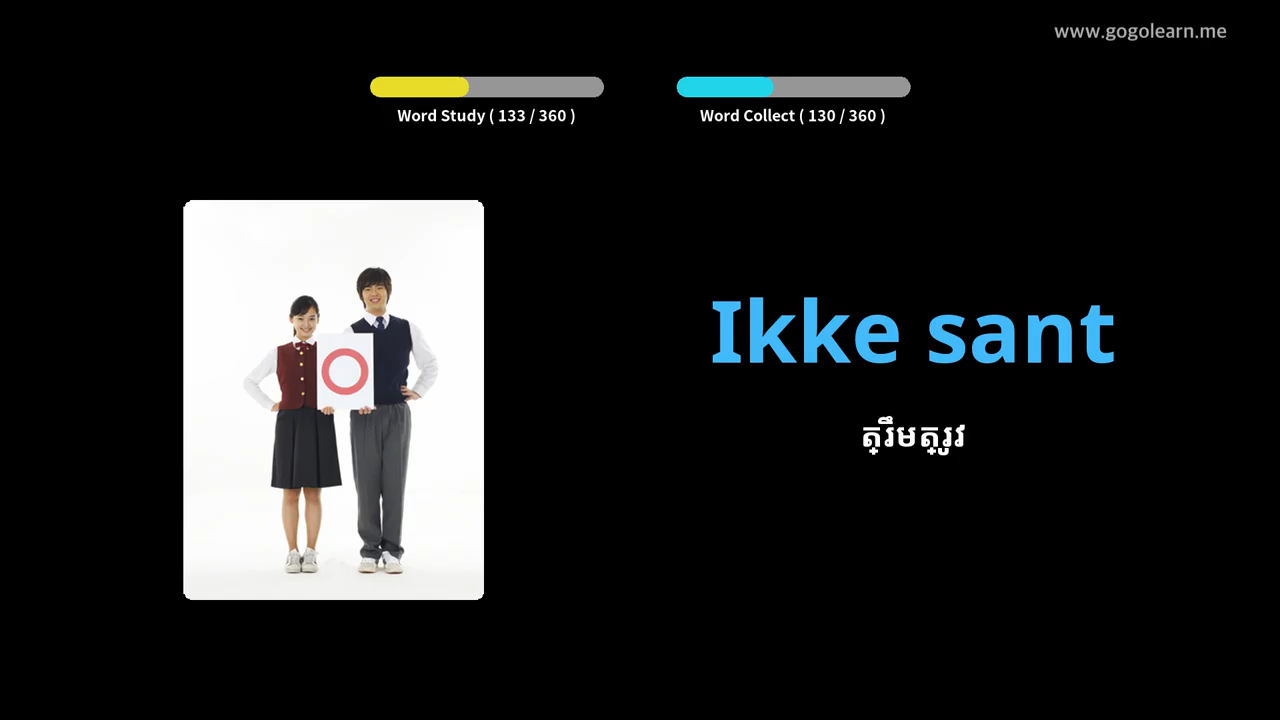 www.gogolearn.me
Word Study ( 133 / 360 )
Word Collect ( 130 / 360 )
Ikke sant
ត្រឹមត្រូវ